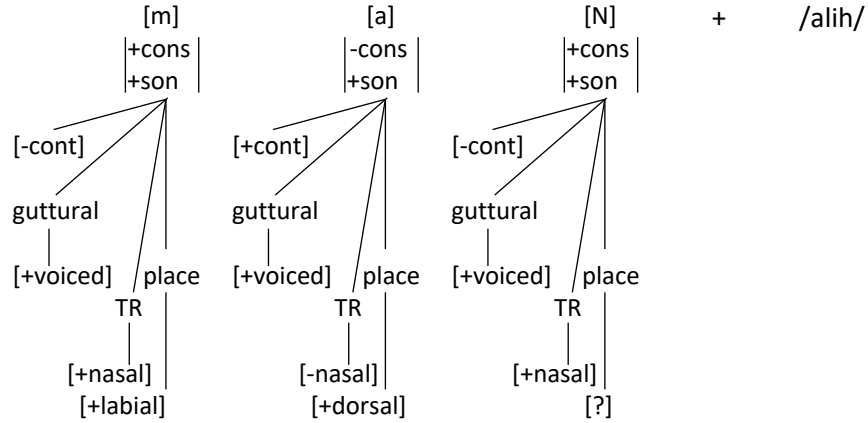 [m] [a] [N] + /alih/
+cons -cons +cons
+son +son +son
[-cont] [+cont] [-cont]
guttural guttural guttural
[+voiced] place [+voiced] place [+voiced] place
TR TR TR
[+nasal] [-nasal] [+nasal]
[+labial] [+dorsal] [?]